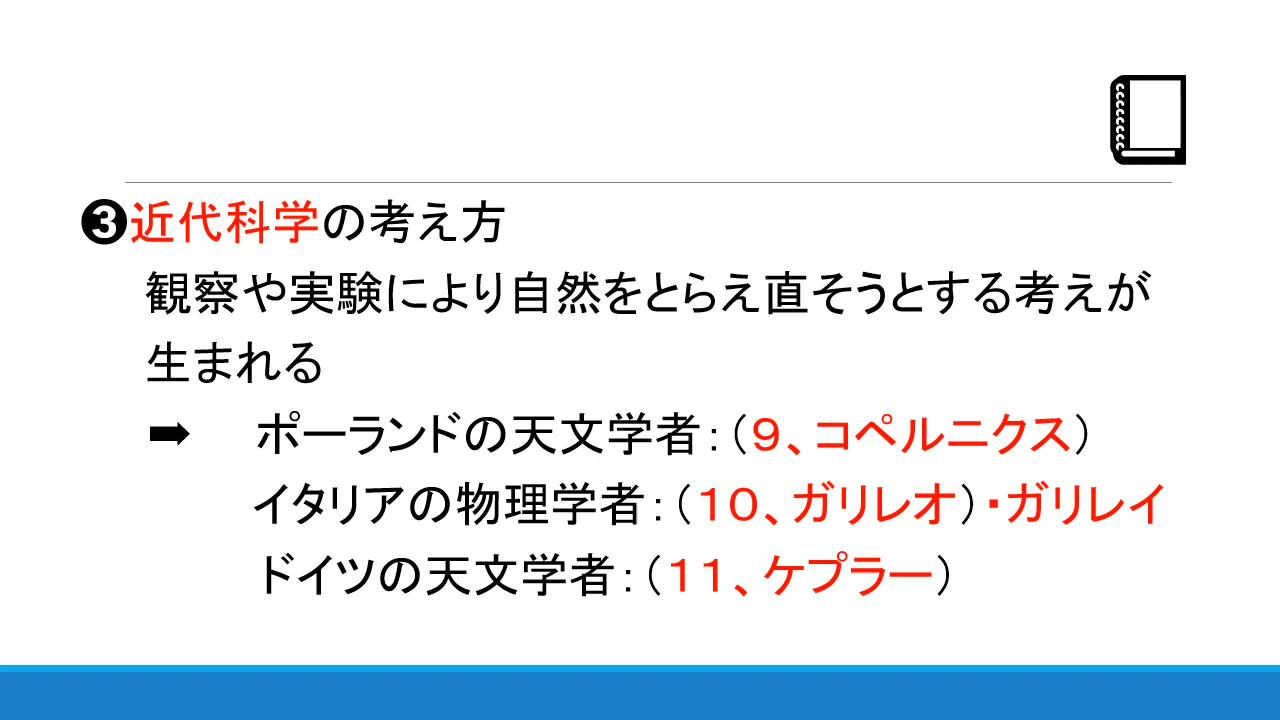 ❸近代科学の考え方
観察や実験により自然をとらえ直そうとする考えが
生まれる
➡ ポーランドの天文学者：（９、コペルニクス）
イタリアの物理学者：（１０、ガリレオ）・ガリレイ
ドイツの天文学者：（１１、ケプラー）